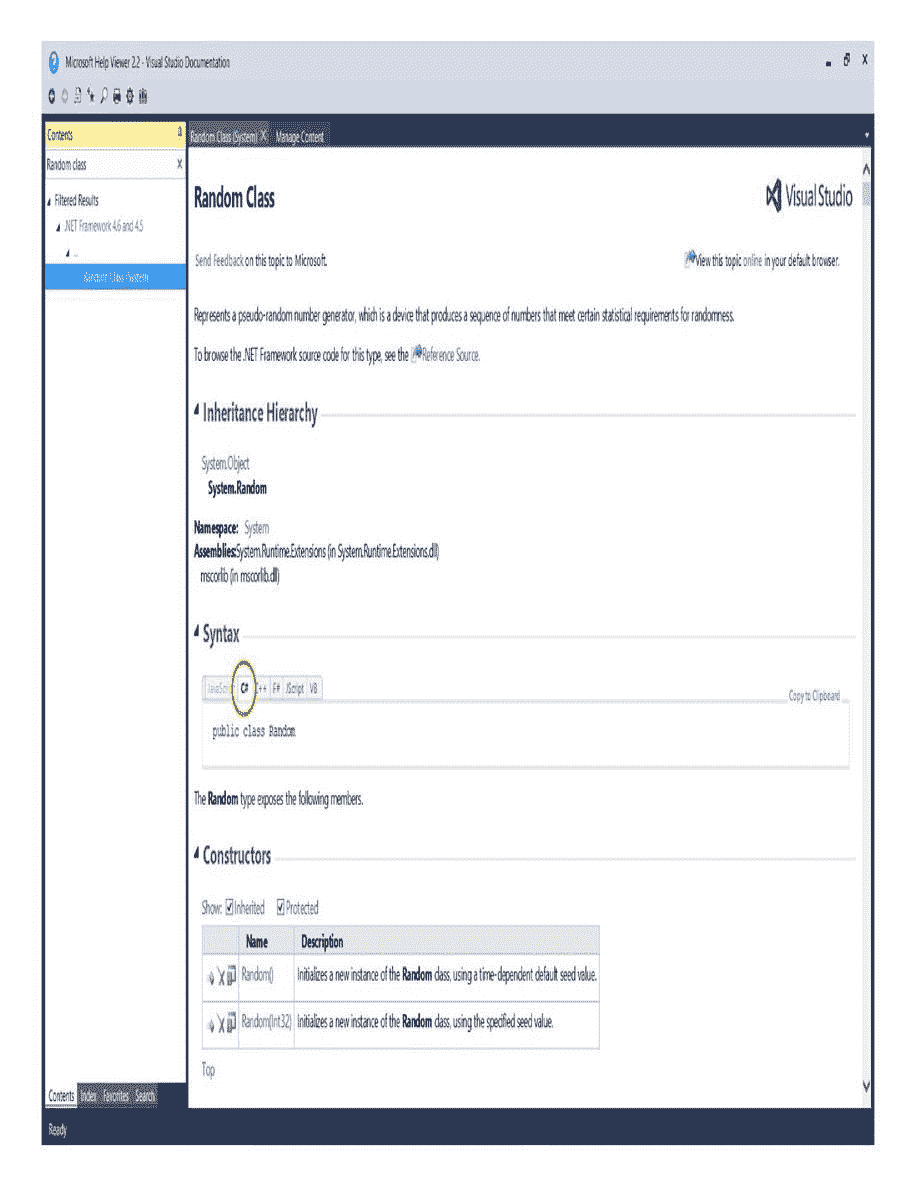 Microsoft Help Viewer 2.2 - Visual Studio Documentation
Contents
Random Class (System) X Manage Content
Random class X
Filtered Results
.NET Framework 4.6 and 4.5
...
Random Class System
Random Class
Visual Studio
Send Feedback on this topic to Microsoft.
View this topic online in your default browser.
Represents a pseudo-random number generator, which is a device that produces a sequence of numbers that meet certain statistical requirements for randomness.
To browse the .NET Framework source code for this type, see the Reference Source.
Inheritance Hierarchy
System.Object
System.Random
Namespace: System
Assemblies:System.Runtime.Extensions (in System.Runtime.Extensions.dll)
mscorlib (in mscorlib.dll)
Syntax
C# F# JScript VB
Copy to Clipboard
public class Random
The Random type exposes the following members.
Constructors
Show: Inherited Protected
Name Description
Random() Initializes a new instance of the Random class, using a time-dependent default seed value.
Random(Int32) Initializes a new instance of the Random class, using the specified seed value.
Top
Contents Index Favorites Search
Ready